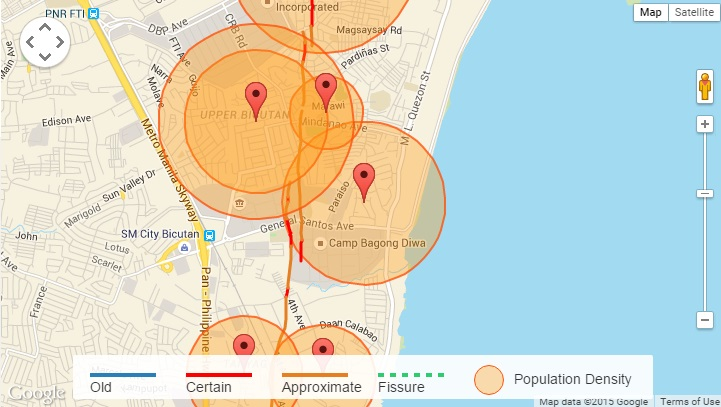 Incorporated
PNR FTI
Magsaysay Rd
Map
Satellite
DBP Ave
CRB Rd
FTI Ave
Pardiñas St
Narra
Molave
Guijo
UPPER BICUTAN
Marawi
Mindanao Ave
M. L. Quezon St
Edison Ave
Metro Manila Skyway
Sun Valley Dr
Marigold
Paraiso
SM City Bicutan
General Santos Ave
Camp Bagong Diwa
John
Lotus
Scarlet
France
Pan - Philippine
4th Ave
Daan Calabao
Old
Certain
Approximate
Fissure
Population Density
Google
Map data ©2015 Google
Terms of Use